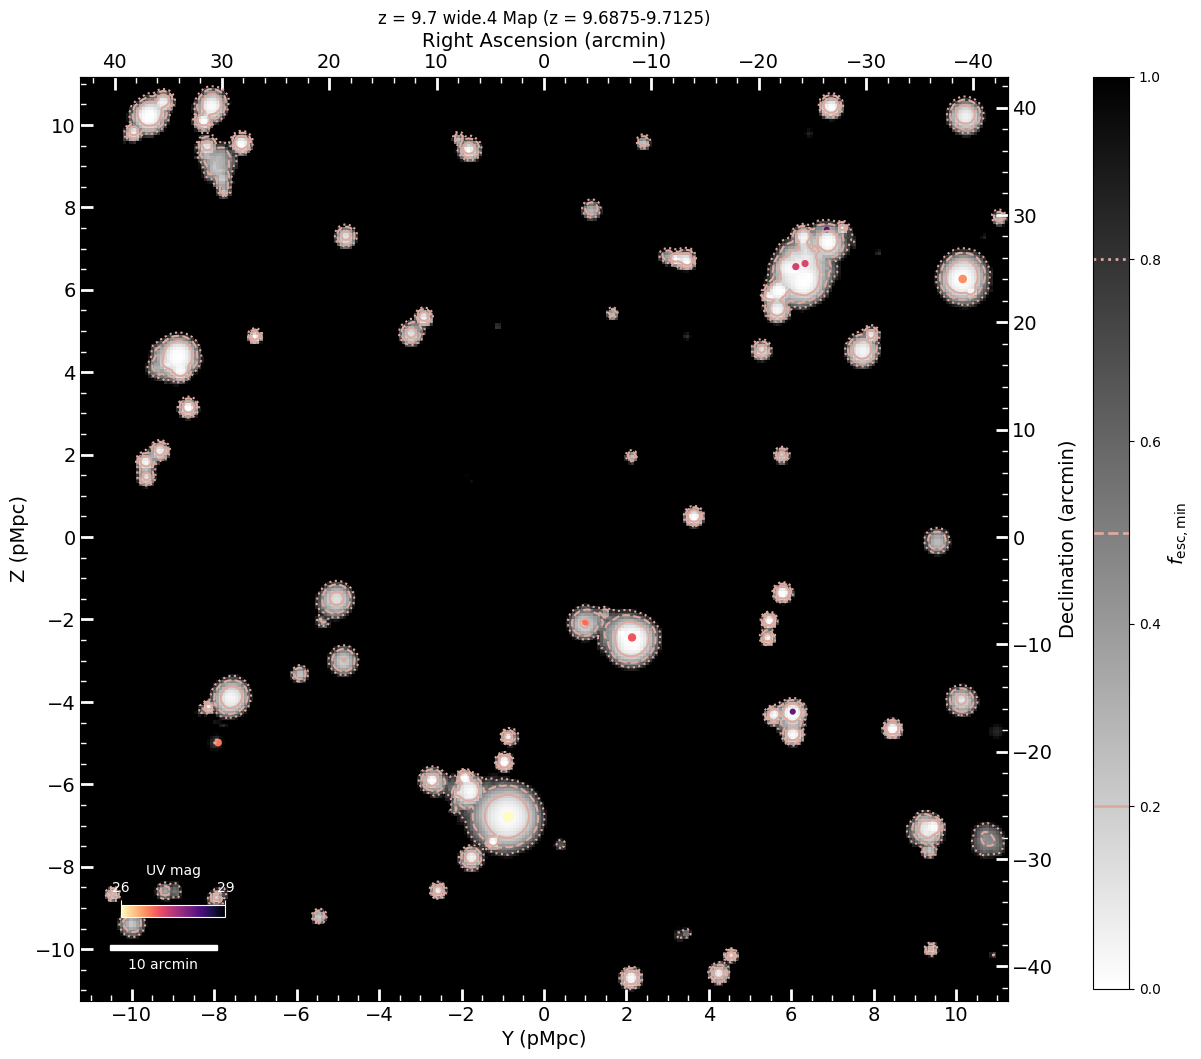 z = 9.7 wide.4 Map (z = 9.6875-9.7125)
Right Ascension (arcmin)
40 30 20 10 0 −10 −20 −30 −40
10 8 6 4 2 0 −2 −4 −6 −8 −10
Z (pMpc)
40 30 20 10 0 −10 −20 −30 −40
Declination (arcmin)
1.0 0.8 0.6 0.4 0.2 0.0
f_esc,min
UV mag
26 29
10 arcmin
−10 −8 −6 −4 −2 0 2 4 6 8 10
Y (pMpc)